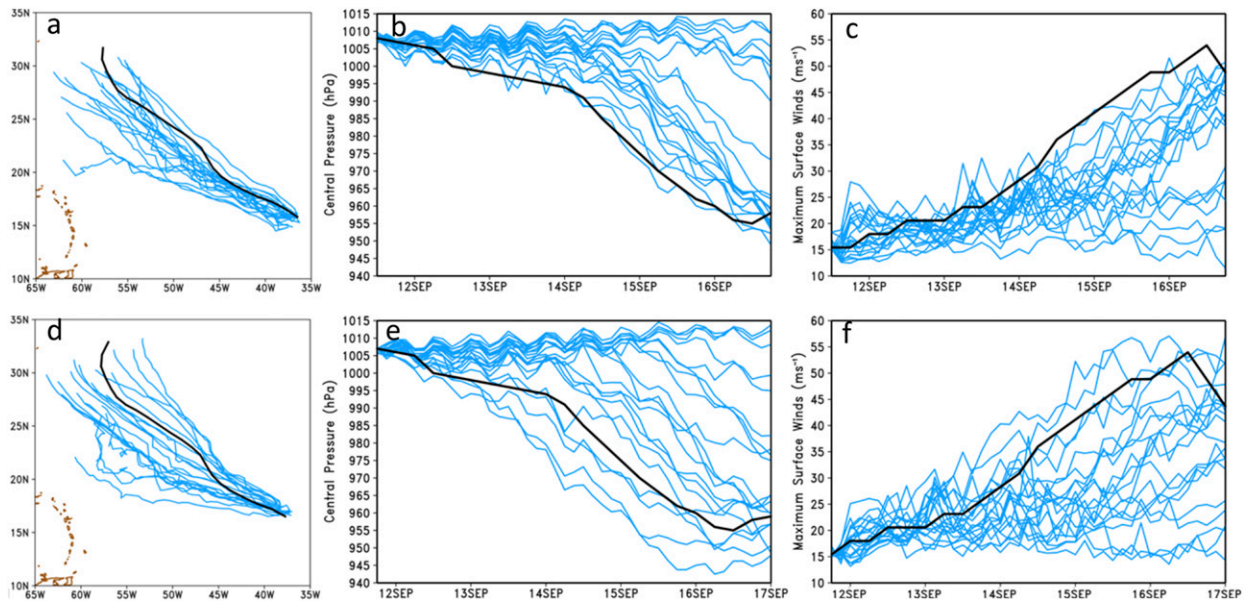 a
35N
30N
25N
20N
15N
10N
65W 60W 55W 50W 45W 40W 35W
b
Central Pressure (hPa)
1015
1010
1005
1000
995
990
985
980
975
970
965
960
955
950
945
940
12SEP 13SEP 14SEP 15SEP 16SEP
c
Maximum Surface Winds (ms⁻¹)
60
55
50
45
40
35
30
25
20
15
10
12SEP 13SEP 14SEP 15SEP 16SEP
d
35N
30N
25N
20N
15N
10N
65W 60W 55W 50W 45W 40W 35W
e
Central Pressure (hPa)
1015
1010
1005
1000
995
990
985
980
975
970
965
960
955
950
945
940
12SEP 13SEP 14SEP 15SEP 16SEP 17SEP
f
Maximum Surface Winds (ms⁻¹)
60
55
50
45
40
35
30
25
20
15
10
12SEP 13SEP 14SEP 15SEP 16SEP 17SEP